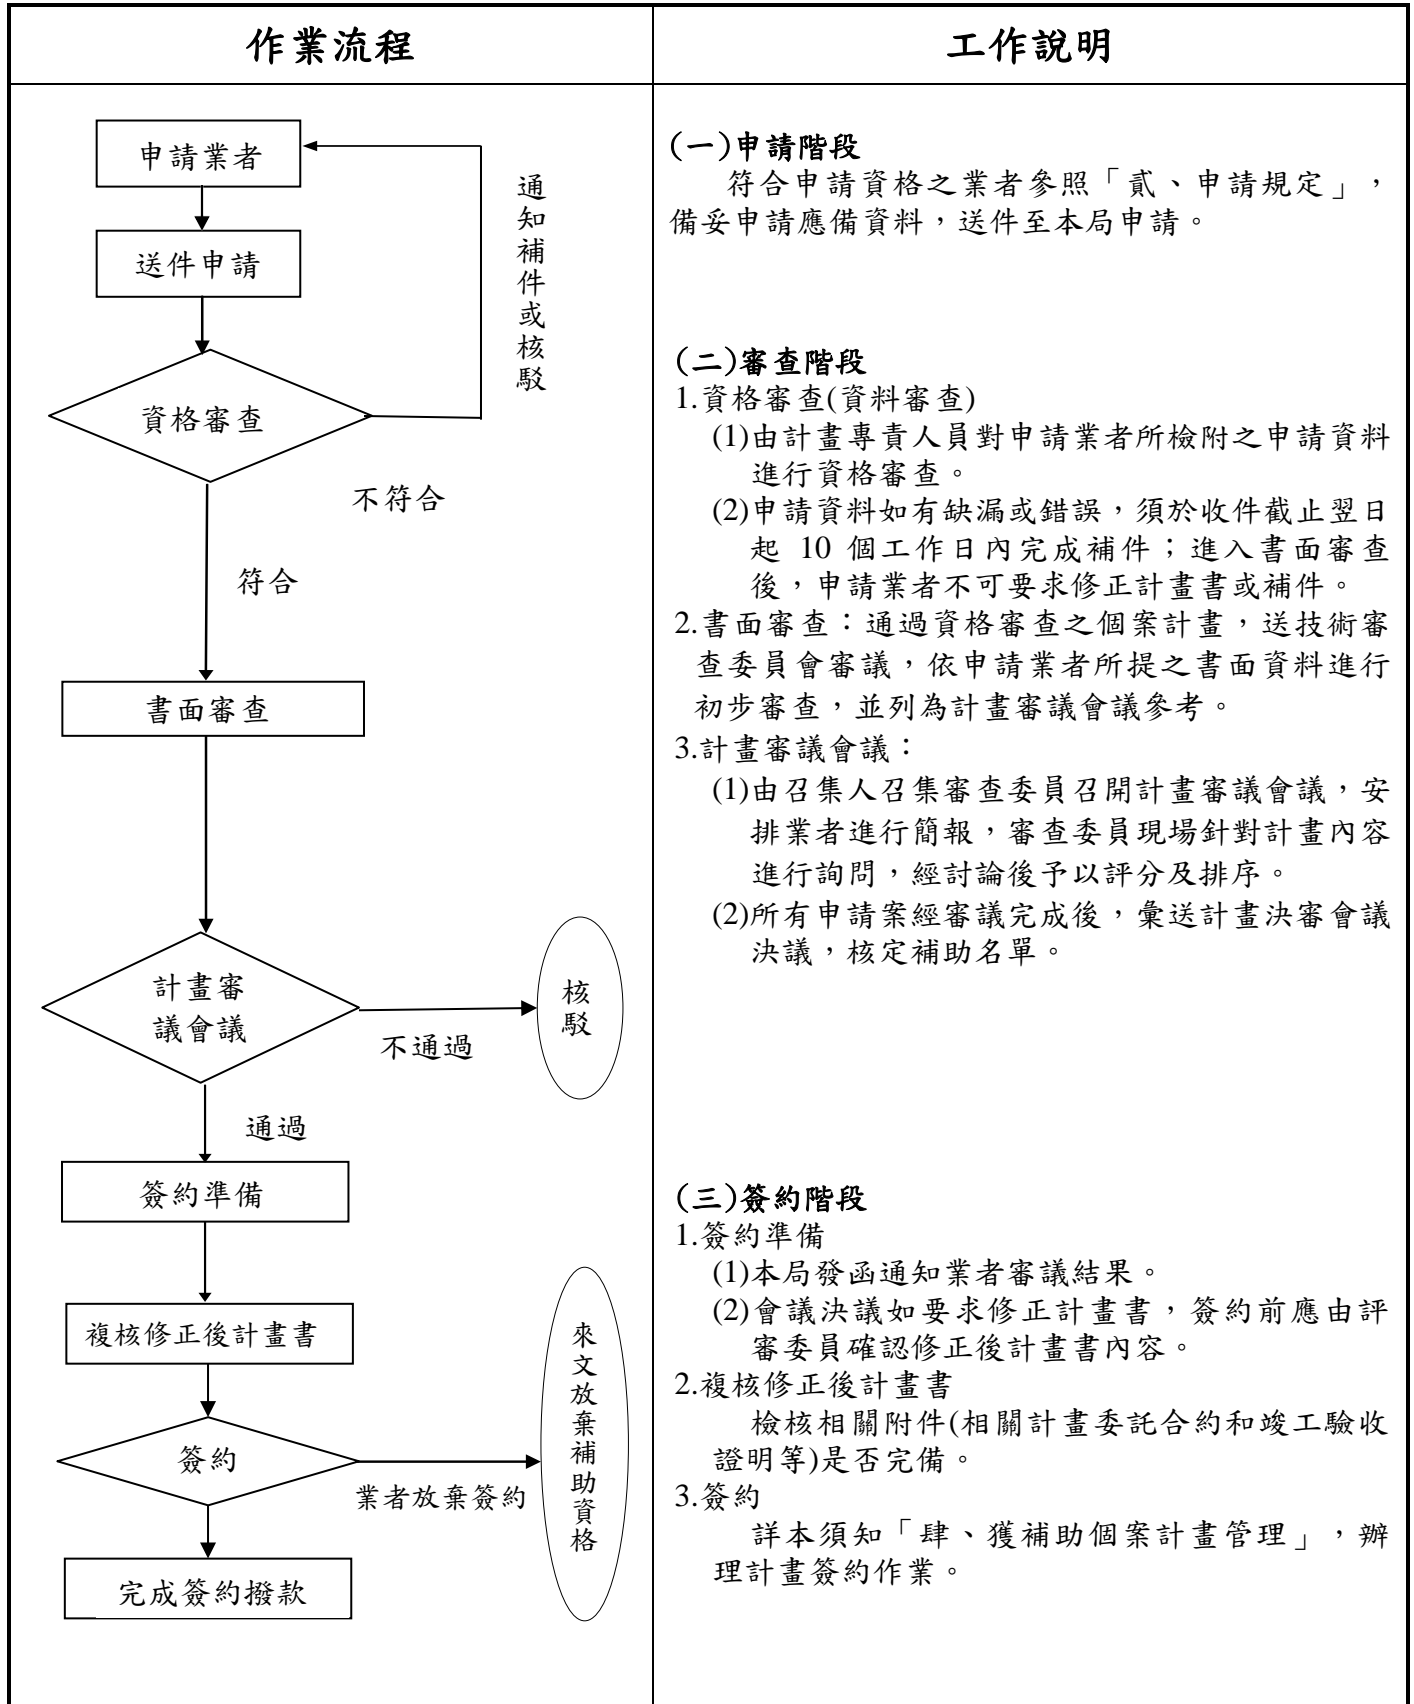 作業流程
工作說明
申請業者
送件申請
通知補件或核駁
資格審查
不符合
符合
書面審查
計畫審
議會議
不通過
核駁
通過
簽約準備
複核修正後計畫書
簽約
業者放棄簽約
來文放棄補助資格
完成簽約撥款
(一)申請階段
符合申請資格之業者參照「貳、申請規定」，
備妥申請應備資料，送件至本局申請。
(二)審查階段
1.資格審查(資料審查)
(1)由計畫專責人員對申請業者所檢附之申請資料
進行資格審查。
(2)申請資料如有缺漏或錯誤，須於收件截止翌日
起 10 個工作日內完成補件；進入書面審查
後，申請業者不可要求修正計畫書或補件。
2.書面審查：通過資格審查之個案計畫，送技術審
查委員會審議，依申請業者所提之書面資料進行
初步審查，並列為計畫審議會議參考。
3.計畫審議會議：
(1)由召集人召集審查委員召開計畫審議會議，安
排業者進行簡報，審查委員現場針對計畫內容
進行詢問，經討論後予以評分及排序。
(2)所有申請案經審議完成後，彙送計畫決審會議
決議，核定補助名單。
(三)簽約階段
1.簽約準備
(1)本局發函通知業者審議結果。
(2)會議決議如要求修正計畫書，簽約前應由評
審委員確認修正後計畫書內容。
2.複核修正後計畫書
檢核相關附件(相關計畫委託合約和竣工驗收
證明等)是否完備。
3.簽約
詳本須知「肆、獲補助個案計畫管理」，辦
理計畫簽約作業。